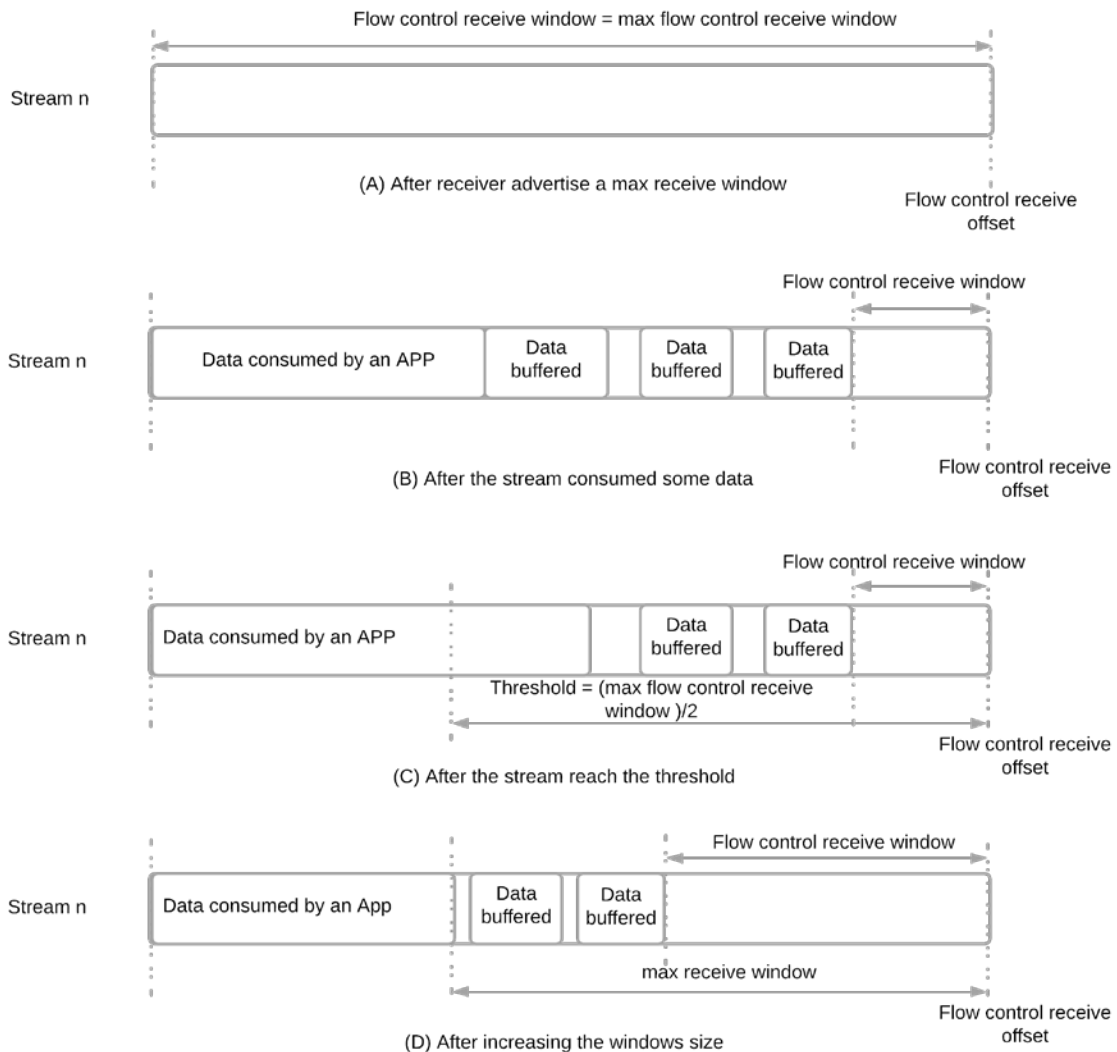 Flow control receive window = max flow control receive window
Stream n
(A) After receiver advertise a max receive window
Flow control receive
offset
Flow control receive window
Stream n
Data consumed by an APP
Data
buffered
Data
buffered
Data
buffered
(B) After the stream consumed some data
Flow control receive
offset
Flow control receive window
Stream n
Data consumed by an APP
Data
buffered
Data
buffered
Threshold = (max flow control receive
window )/2
Flow control receive
offset
(C) After the stream reach the threshold
Flow control receive window
Stream n
Data consumed by an App
Data
buffered
Data
buffered
max receive window
Flow control receive
offset
(D) After increasing the windows size